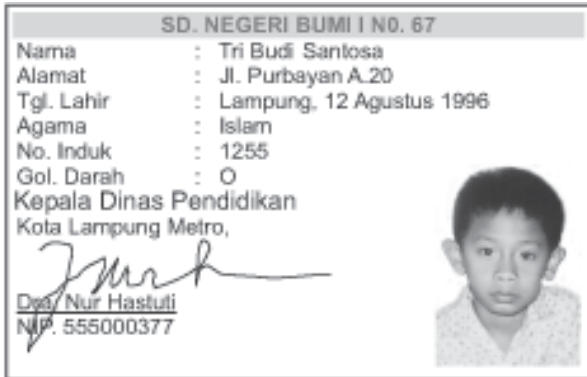 SD. NEGERI BUMI I N0. 67
Nama : Tri Budi Santosa
Alamat : Jl. Purbayan A.20
Tgl. Lahir : Lampung, 12 Agustus 1996
Agama : Islam
No. Induk : 1255
Gol. Darah : O
Kepala Dinas Pendidikan
Kota Lampung Metro,
Dra. Nur Hastuti
NIP. 555000377